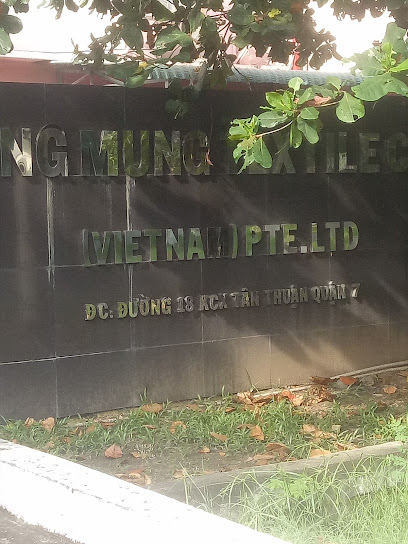 NG MUNG TEXTILE C
(VIETNAM) PTE.LTD
ĐC: ĐƯỜNG 18 KCX TÂN THUẬN QUẬN 7